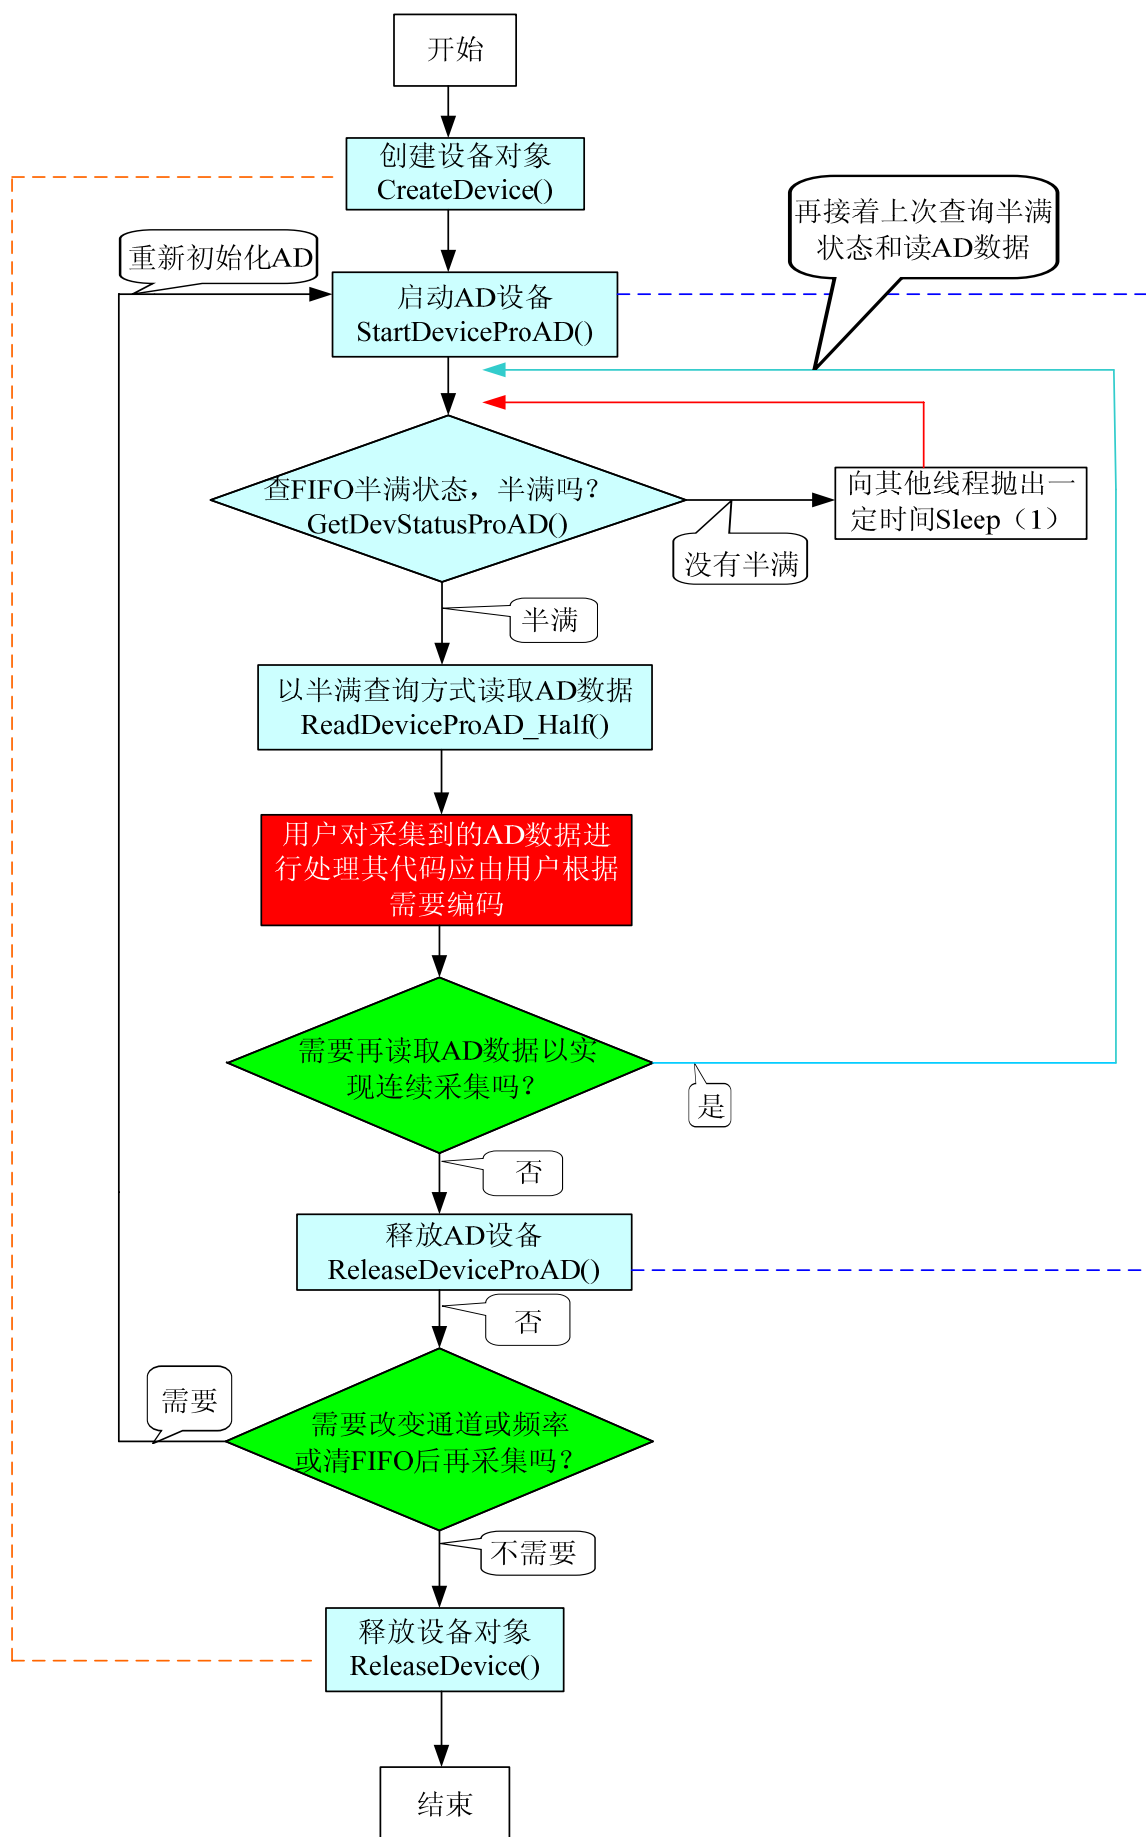 开始
创建设备对象
CreateDevice()
再接着上次查询半满
状态和读AD数据
重新初始化AD
启动AD设备
StartDeviceProAD()
查FIFO半满状态，半满吗？
GetDevStatusProAD()
向其他线程抛出一
定时间Sleep（1）
没有半满
半满
以半满查询方式读取AD数据
ReadDeviceProAD_Half()
用户对采集到的AD数据进
行处理其代码应由用户根据
需要编码
需要再读取AD数据以实
现连续采集吗？
是
否
释放AD设备
ReleaseDeviceProAD()
否
需要
需要改变通道或频率
或清FIFO后再采集吗？
不需要
释放设备对象
ReleaseDevice()
结束